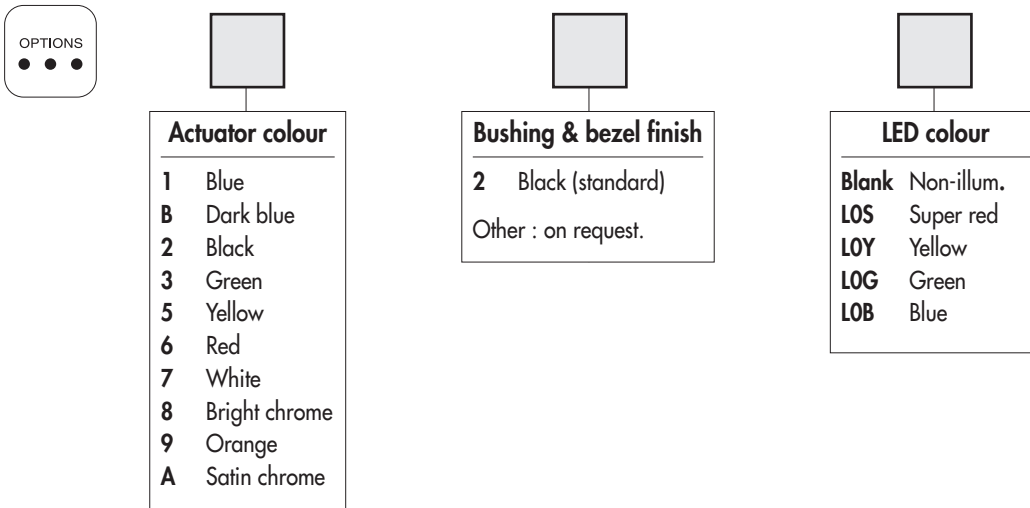 OPTIONS
Actuator colour
1 Blue
B Dark blue
2 Black
3 Green
5 Yellow
6 Red
7 White
8 Bright chrome
9 Orange
A Satin chrome
Bushing & bezel finish
2 Black (standard)
Other : on request.
LED colour
Blank Non-illum.
L0S Super red
L0Y Yellow
L0G Green
L0B Blue